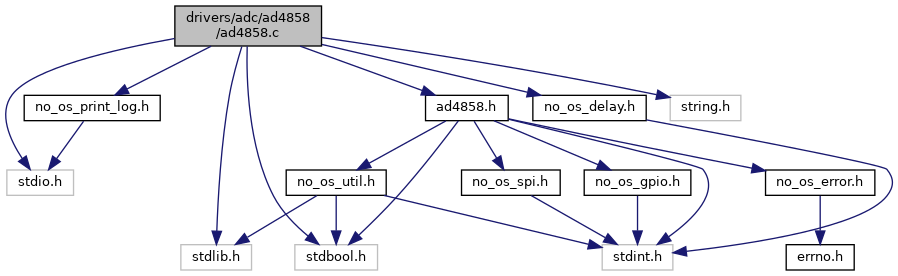 drivers/adc/ad4858
/ad4858.c
no_os_print_log.h
ad4858.h
no_os_delay.h
string.h
stdio.h
no_os_util.h
no_os_spi.h
no_os_gpio.h
no_os_error.h
stdlib.h
stdbool.h
stdint.h
errno.h